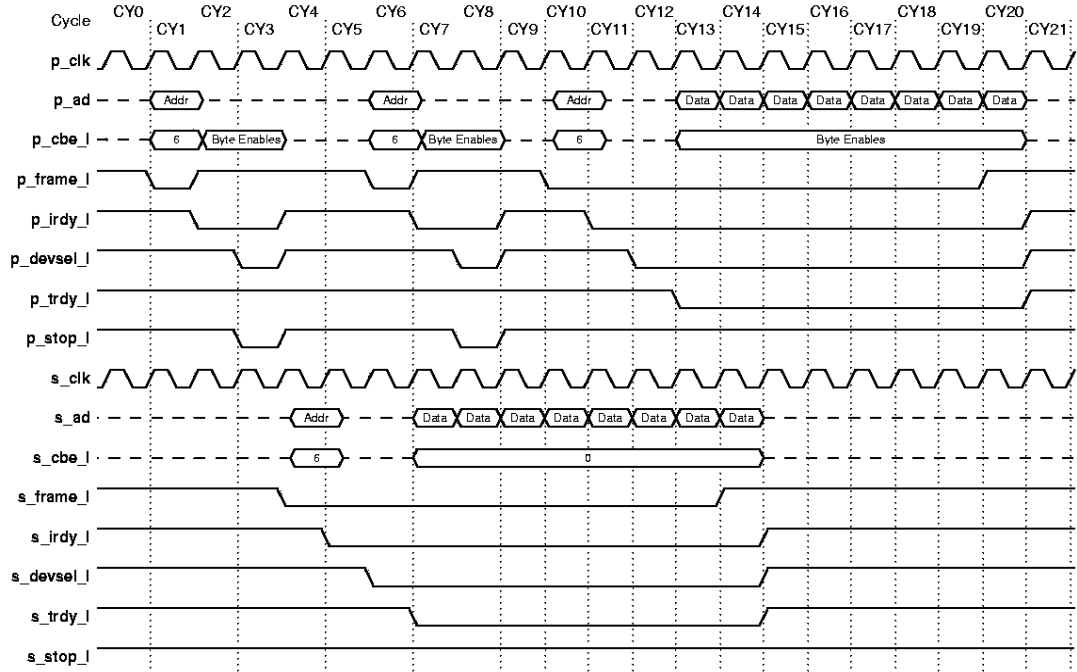 CY0 CY2 CY4 CY6 CY8 CY10 CY12 CY14 CY16 CY18 CY20
Cycle CY1 CY3 CY5 CY7 CY9 CY11 CY13 CY15 CY17 CY19 CY21
p_clk
p_ad Addr Addr Addr Data Data Data Data Data Data Data Data
p_cbe_l 6 Byte Enables 6 Byte Enables 6 Byte Enables
p_frame_l
p_irdy_l
p_devsel_l
p_trdy_l
p_stop_l
s_clk
s_ad Addr Data Data Data Data Data Data Data Data
s_cbe_l 6 0
s_frame_l
s_irdy_l
s_devsel_l
s_trdy_l
s_stop_l